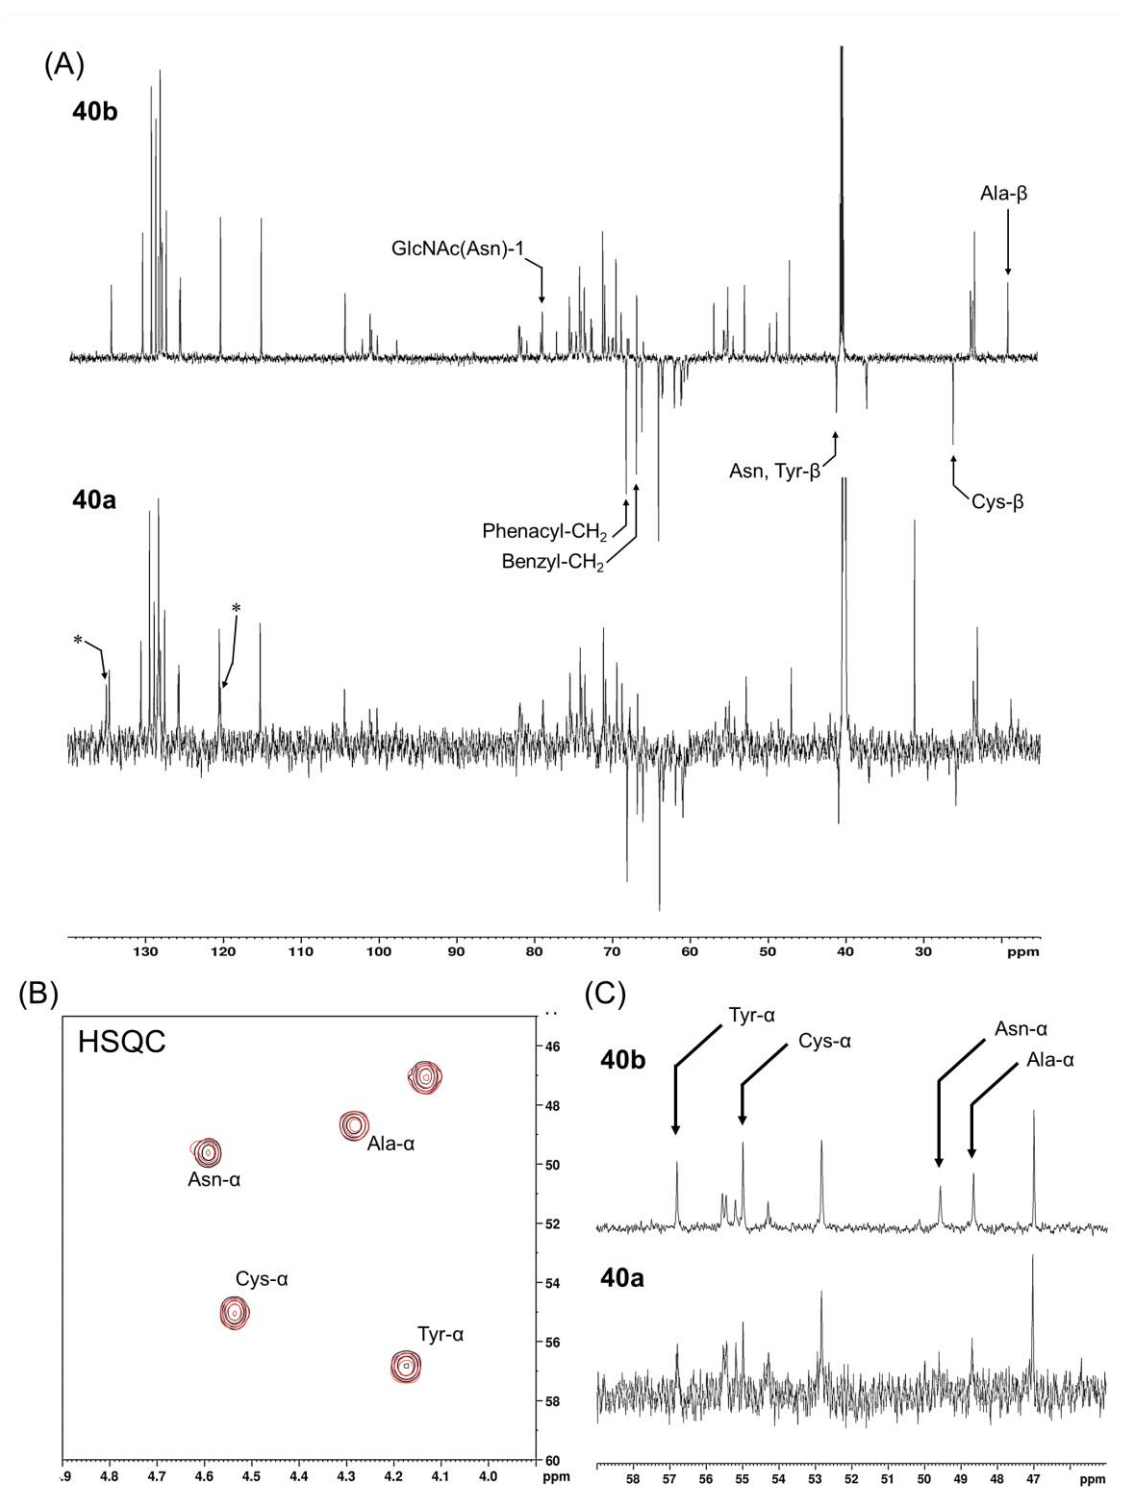 (A)
40b
Ala-β
GlcNAc(Asn)-1
Asn, Tyr-β
Cys-β
40a
Phenacyl-CH2
Benzyl-CH2
*
*
130 120 110 100 90 80 70 60 50 40 30 ppm
(B)
HSQC
46
48
Ala-α
50
Asn-α
52
Cys-α
54
Tyr-α
56
58
60
.9 4.8 4.7 4.6 4.5 4.4 4.3 4.2 4.1 4.0 ppm
(C)
Tyr-α
Asn-α
Cys-α
40b
Ala-α
40a
58 57 56 55 54 53 52 51 50 49 48 47 ppm